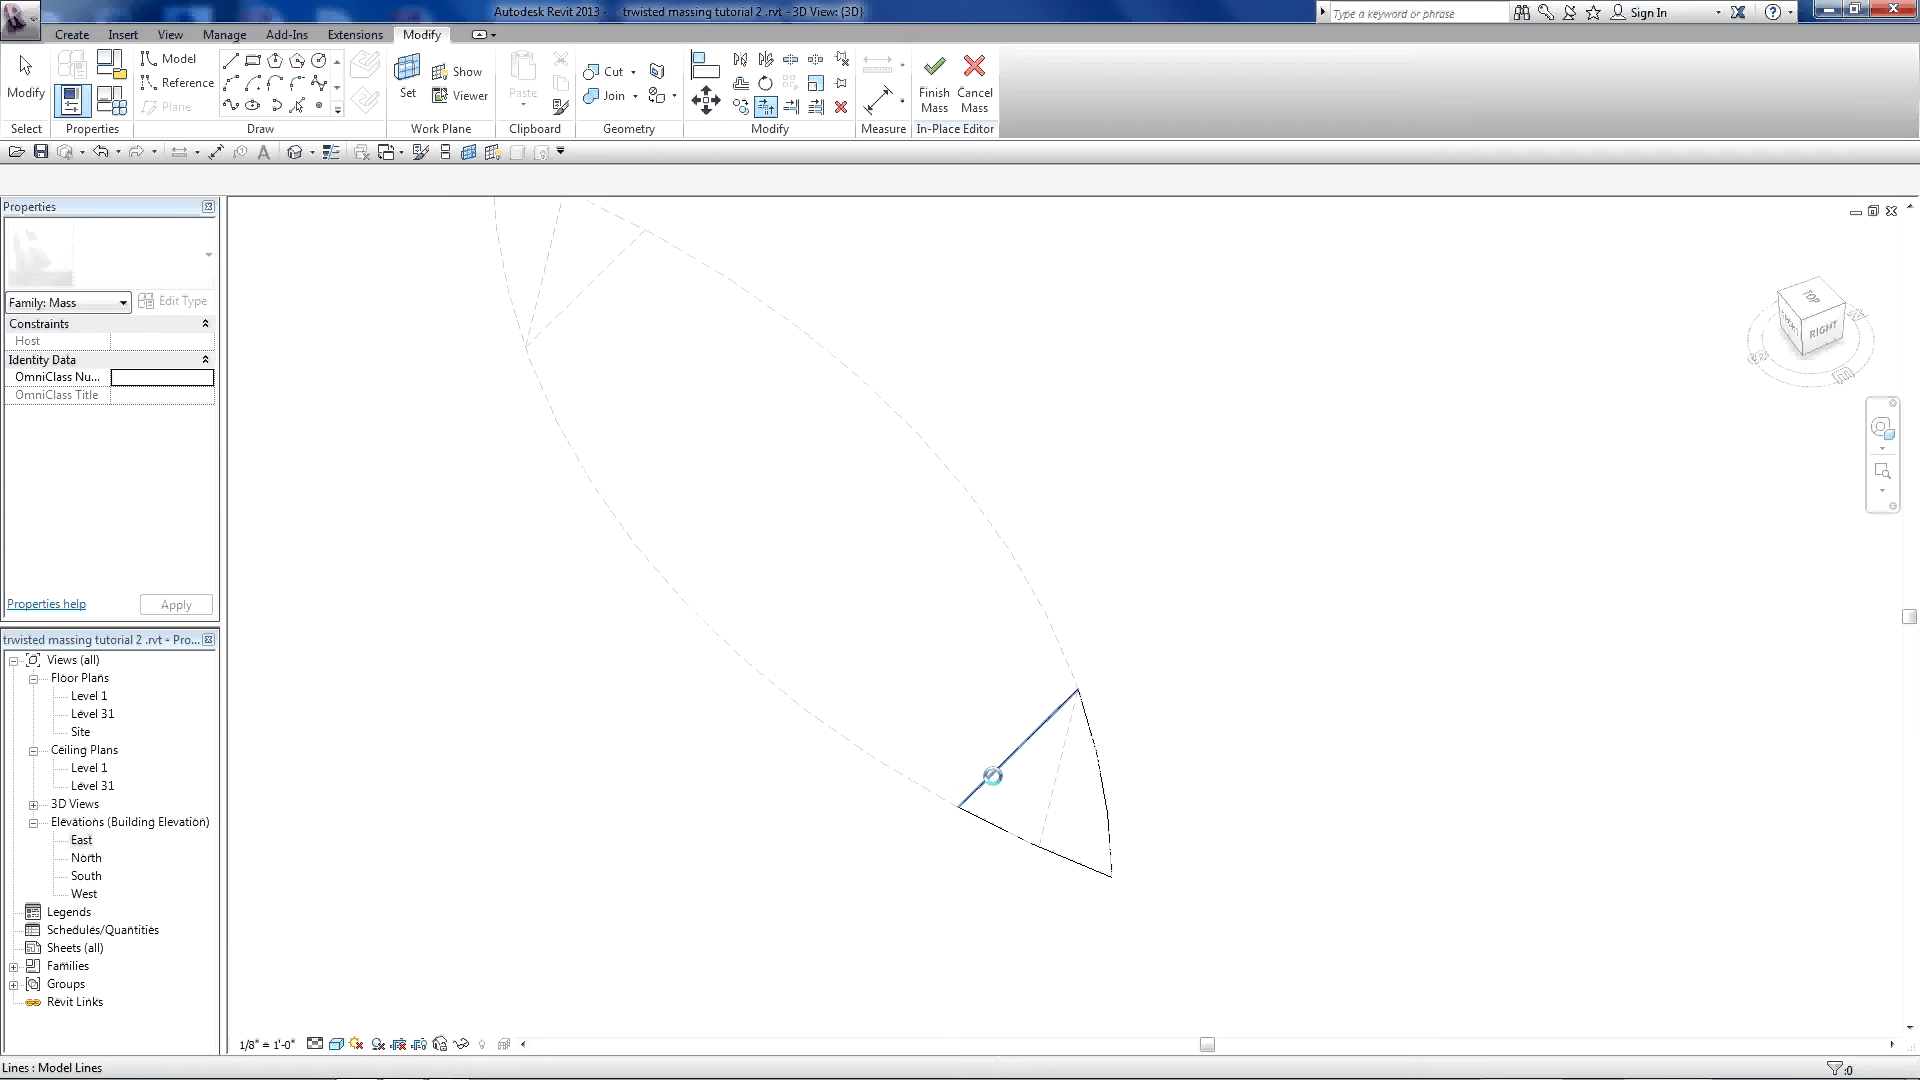 Autodesk Revit 2013 - trwisted massing tutorial 2 .rvt - 3D View: {3D}
Type a keyword or phrase
Sign In
Create Insert View Manage Add-Ins Extensions Modify
Model
Reference
Plane
Show
Viewer
Cut
Join
Modify
Set
Paste
Finish Mass
Cancel Mass
Select Properties Draw Work Plane Clipboard Geometry Modify Measure In-Place Editor
Properties
Family: Mass
Edit Type
Constraints
Host
Identity Data
OmniClass Nu...
OmniClass Title
Properties help
Apply
trwisted massing tutorial 2 .rvt - Pro...
Views (all)
Floor Plans
Level 1
Level 31
Site
Ceiling Plans
Level 1
Level 31
3D Views
Elevations (Building Elevation)
East
North
South
West
Legends
Schedules/Quantities
Sheets (all)
Families
Groups
Revit Links
TOP
RIGHT
S
E
1/8" = 1'-0"
Lines : Model Lines
:0